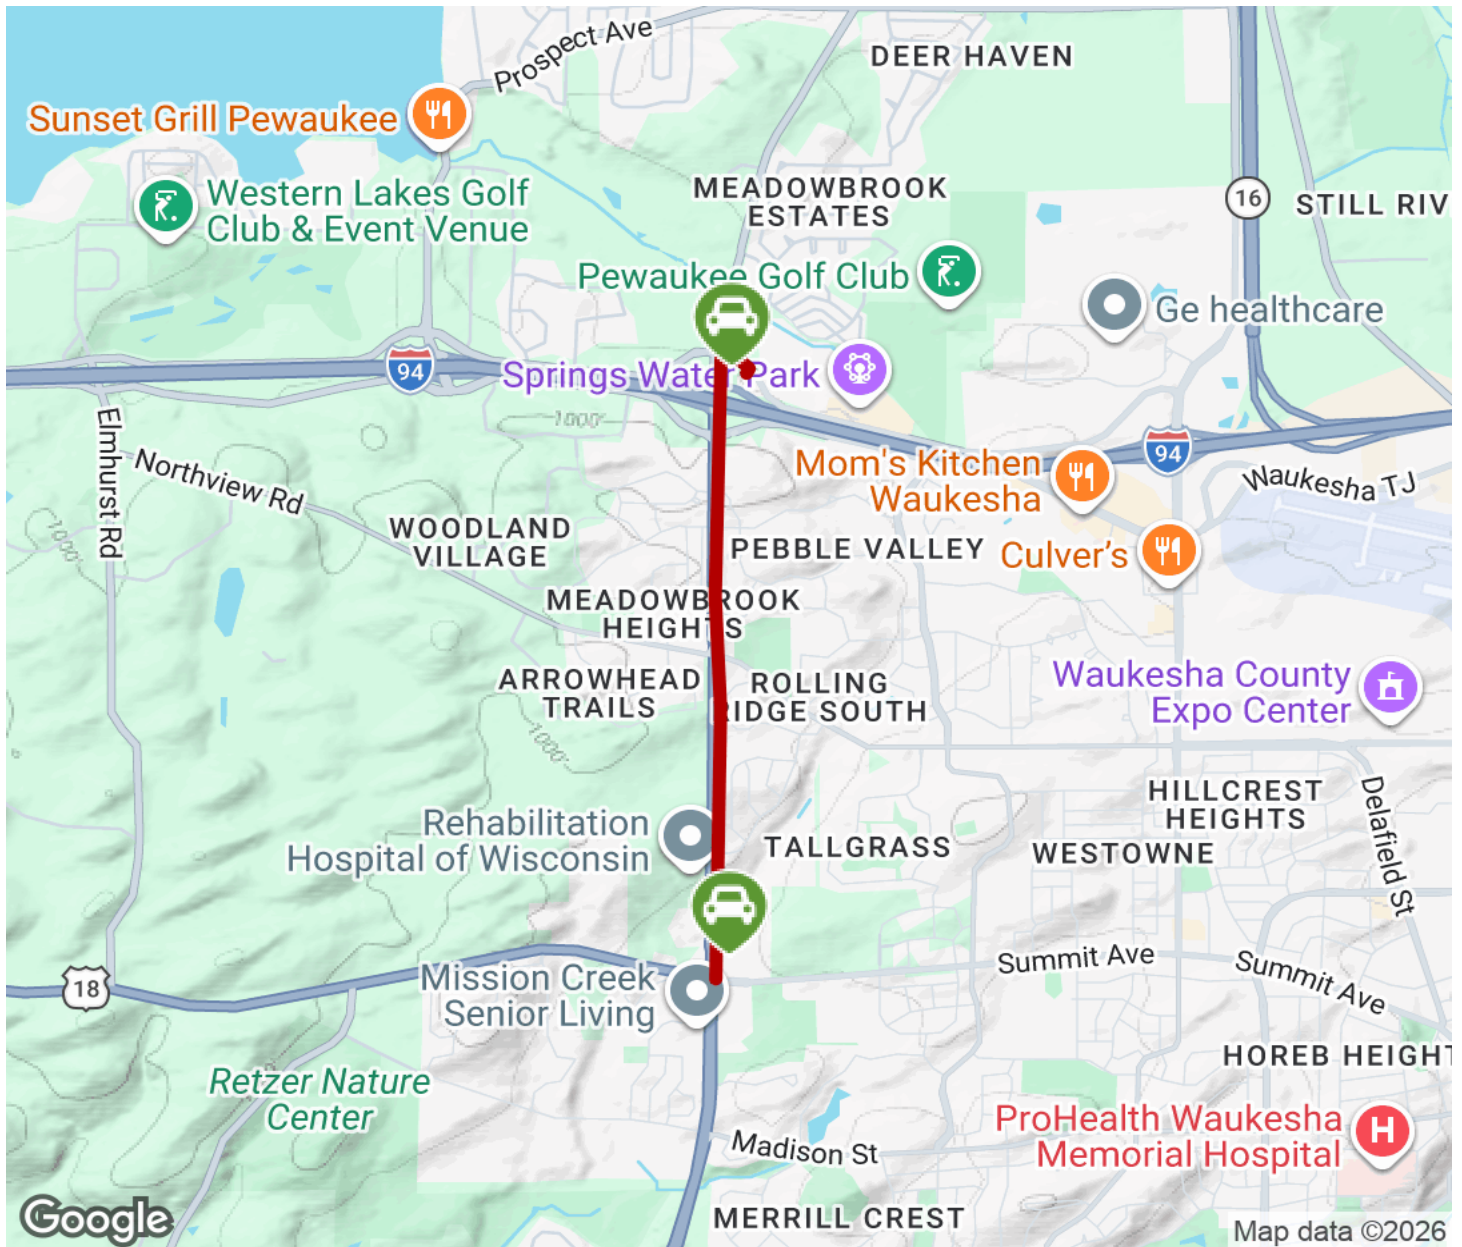 Prospect Ave
DEER HAVEN
Sunset Grill Pewaukee
Western Lakes Golf
Club & Event Venue
MEADOWBROOK
ESTATES
16
STILL RIV
Pewaukee Golf Club
Ge healthcare
94
Springs Water Park
1000'
Elmhurst Rd
Northview Rd
Mom's Kitchen
Waukesha
94
Waukesha TJ
1000'
WOODLAND
VILLAGE
PEBBLE VALLEY
Culver's
MEADOWBROOK
HEIGHTS
ARROWHEAD
TRAILS
ROLLING
RIDGE SOUTH
Waukesha County
Expo Center
1000'
Rehabilitation
Hospital of Wisconsin
TALLGRASS
HILLCREST
HEIGHTS
WESTOWNE
Delafield St
18
Mission Creek
Senior Living
Summit Ave
Summit Ave
Retzer Nature
Center
HOREB HEIGHT
ProHealth Waukesha
Memorial Hospital
H
Madison St
MERRILL CREST
Google
Map data ©2026